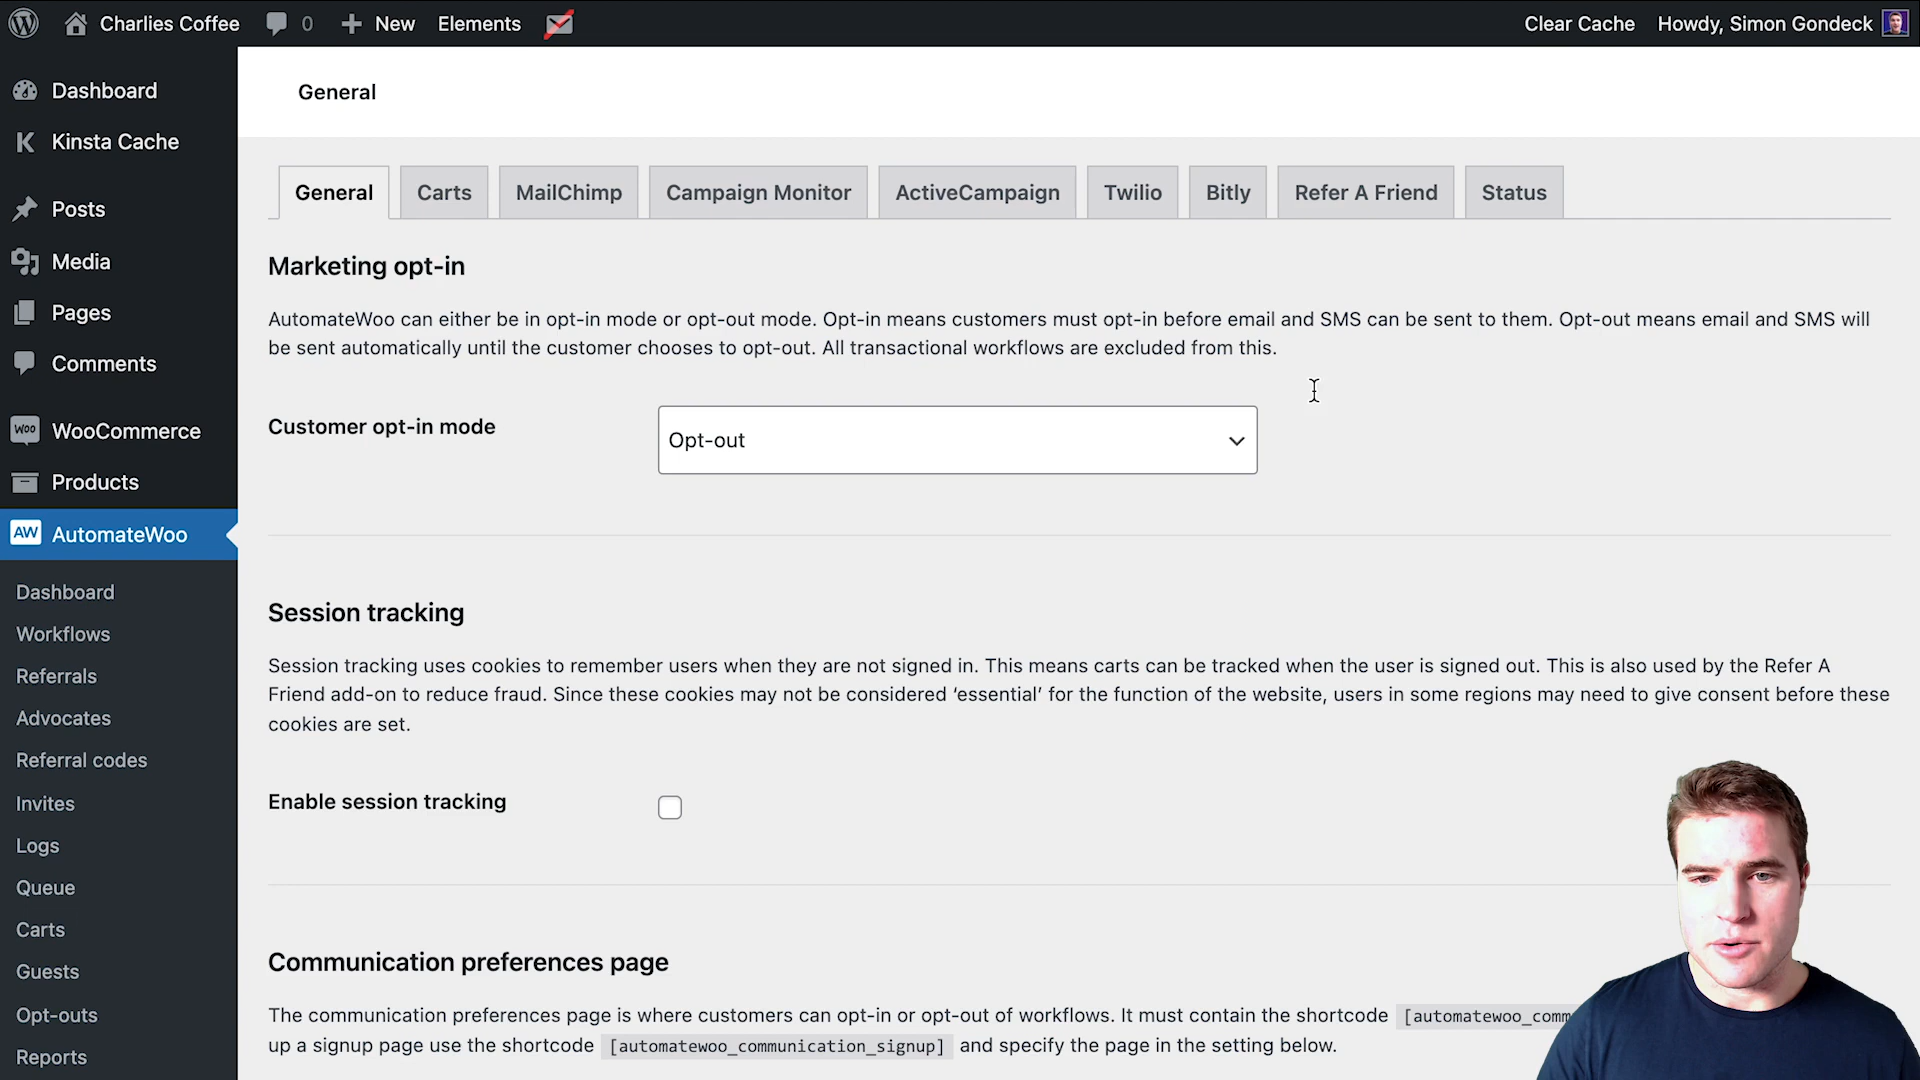 Charlies Coffee
0
New
Elements
Clear Cache
Howdy, Simon Gondeck
Dashboard
Kinsta Cache
Posts
Media
Pages
Comments
WOO
WooCommerce
Products
AW
AutomateWoo
Dashboard
Workflows
Referrals
Advocates
Referral codes
Invites
Logs
Queue
Carts
Guests
Opt-outs
Reports
General
General
Carts
MailChimp
Campaign Monitor
ActiveCampaign
Twilio
Bitly
Refer A Friend
Status
Marketing opt-in
AutomateWoo can either be in opt-in mode or opt-out mode. Opt-in means customers must opt-in before email and SMS can be sent to them. Opt-out means email and SMS will
be sent automatically until the customer chooses to opt-out. All transactional workflows are excluded from this.
Customer opt-in mode
Opt-out
Session tracking
Session tracking uses cookies to remember users when they are not signed in. This means carts can be tracked when the user is signed out. This is also used by the Refer A
Friend add-on to reduce fraud. Since these cookies may not be considered ‘essential’ for the function of the website, users in some regions may need to give consent before these
cookies are set.
Enable session tracking
Communication preferences page
The communication preferences page is where customers can opt-in or opt-out of workflows. It must contain the shortcode [automatewoo_comm
up a signup page use the shortcode [automatewoo_communication_signup] and specify the page in the setting below.